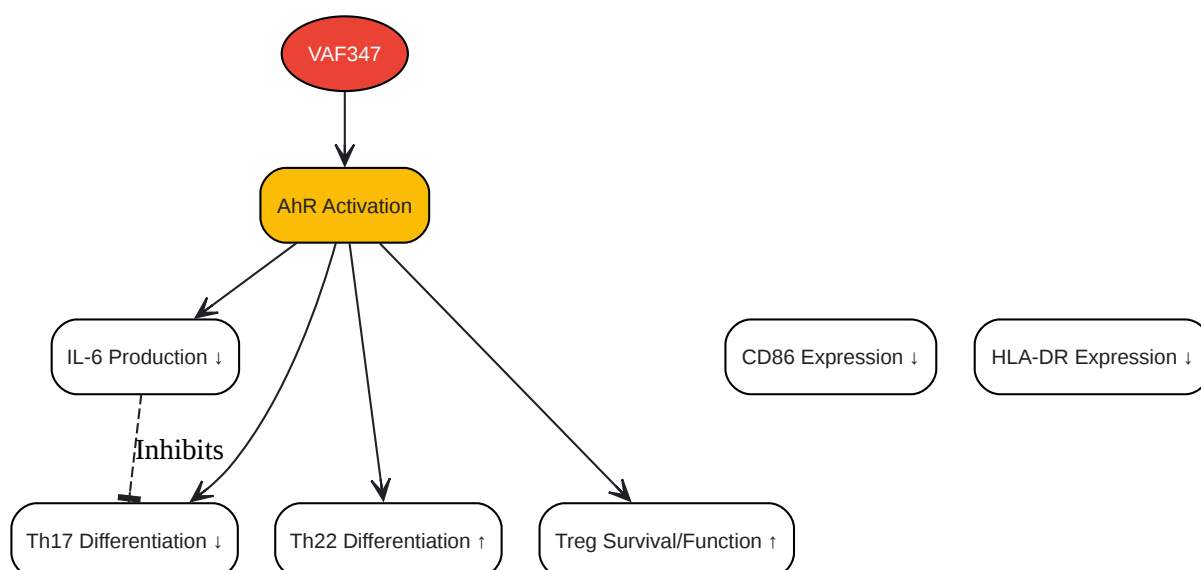 VAF347
AhR Activation
IL-6 Production ↓
CD86 Expression ↓
HLA-DR Expression ↓
Inhibits
Th17 Differentiation ↓
Th22 Differentiation ↑
Treg Survival/Function ↑